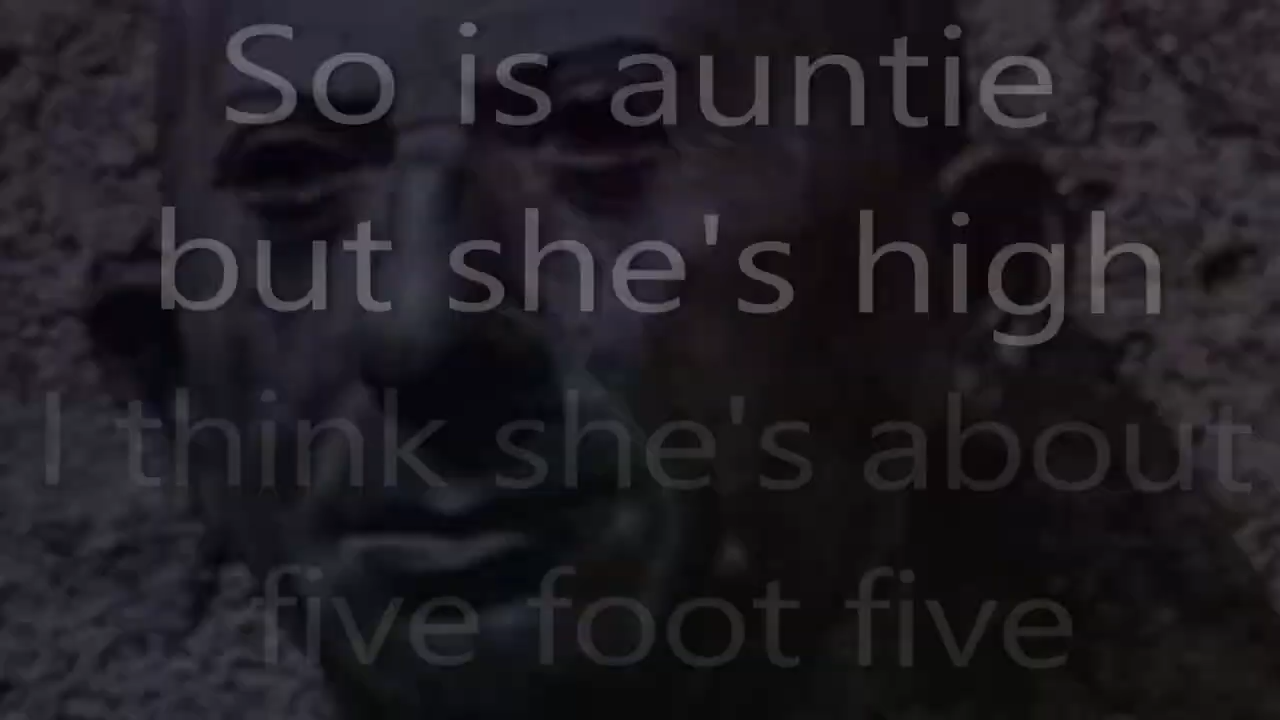 So is auntie
but she's high
I think she's about
five foot five